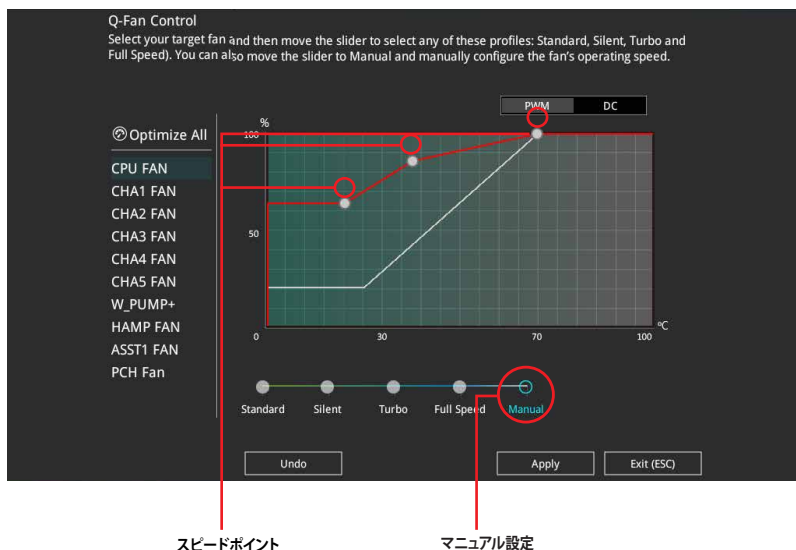 Q-Fan Control
Select your target fan and then move the slider to select any of these profiles: Standard, Silent, Turbo and
Full Speed). You can also move the slider to Manual and manually configure the fan's operating speed.
PWM DC
Optimize All
CPU FAN
CHA1 FAN
CHA2 FAN
CHA3 FAN
CHA4 FAN
CHA5 FAN
W_PUMP+
HAMP FAN
ASST1 FAN
PCH Fan
%
100
50
0 30 70 100
ºC
Standard Silent Turbo Full Speed Manual
Undo Apply Exit (ESC)
スピードポイント マニュアル設定